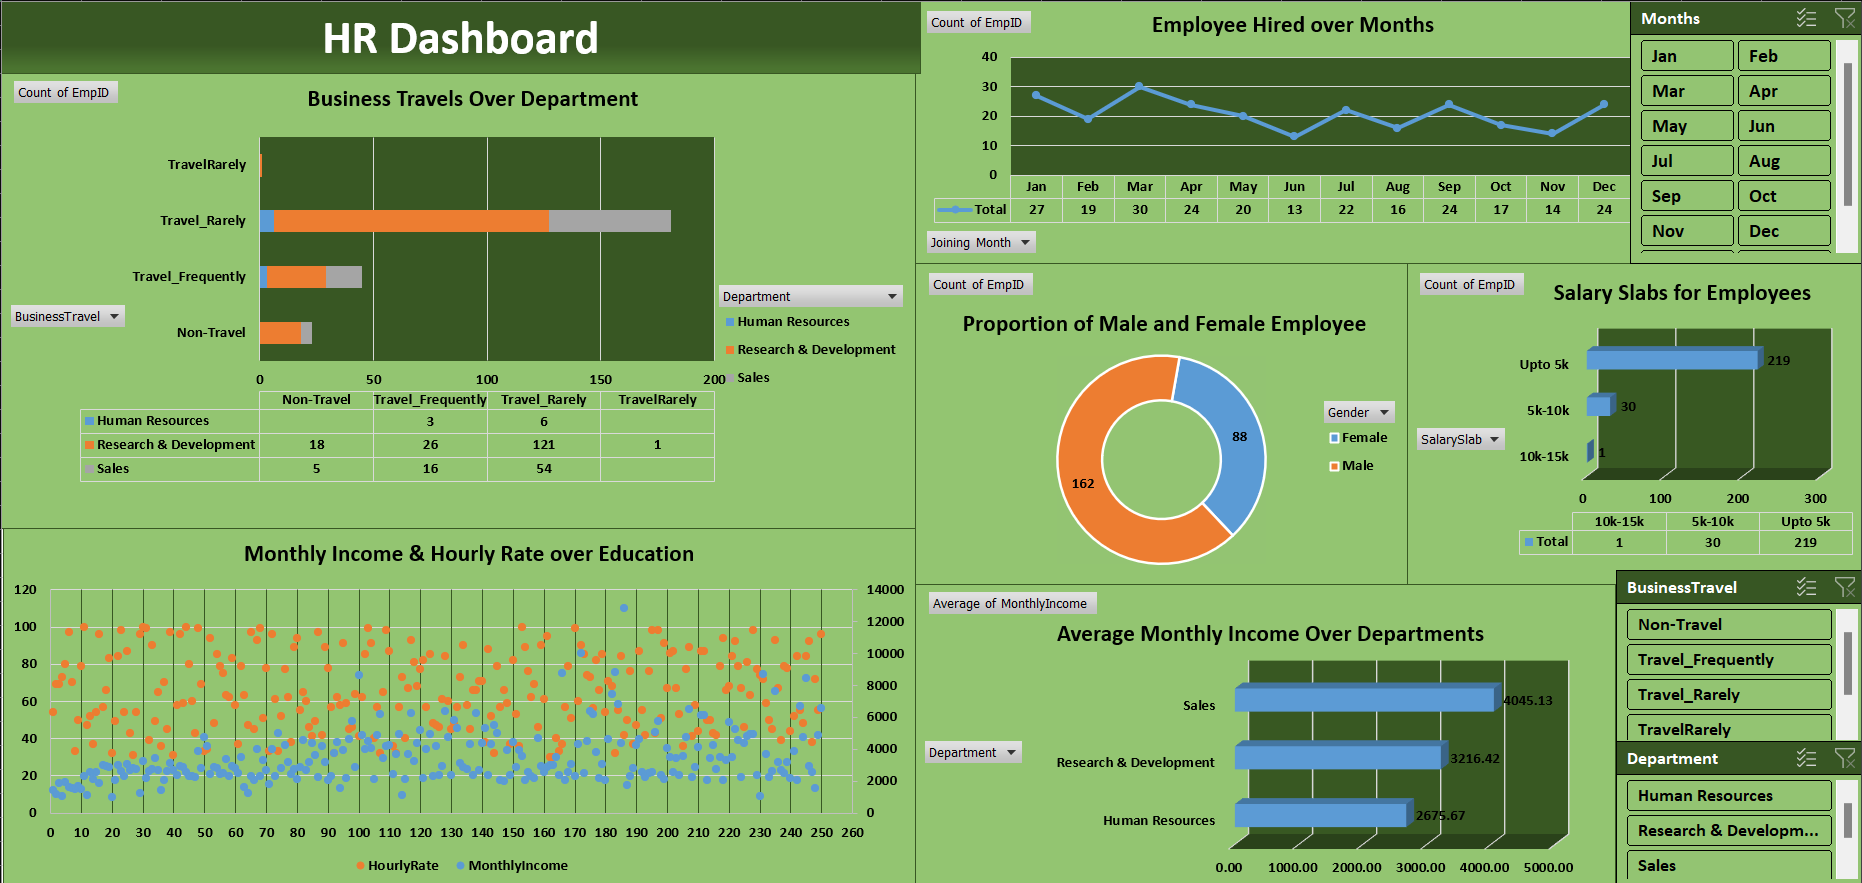 HR Dashboard
Count of EmpID
Business Travels Over Department
TravelRarely
Travel_Rarely
Travel_Frequently
Non-Travel
BusinessTravel
Department
Human Resources
Research & Development
Sales
0 50 100 150 200
Non-Travel Travel_Frequently Travel_Rarely TravelRarely
Human Resources 3 6
Research & Development 18 26 121 1
Sales 5 16 54
Count of EmpID
Employee Hired over Months
40
30
20
10
0
Jan Feb Mar Apr May Jun Jul Aug Sep Oct Nov Dec
Total 27 19 30 24 20 13 22 16 24 17 14 24
Joining Month
Months
Jan Feb
Mar Apr
May Jun
Jul Aug
Sep Oct
Nov Dec
Count of EmpID
Proportion of Male and Female Employee
88
162
Gender
Female
Male
Count of EmpID
Salary Slabs for Employees
Upto 5k 219
5k-10k 30
10k-15k 1
SalarySlab
0 100 200 300
10k-15k 5k-10k Upto 5k
Total 1 30 219
Monthly Income & Hourly Rate over Education
120 14000
100 12000
80 10000
60 8000
40 6000
20 4000
0 2000
0
0 10 20 30 40 50 60 70 80 90 100 110 120 130 140 150 160 170 180 190 200 210 220 230 240 250 260
HourlyRate MonthlyIncome
Average of MonthlyIncome
Average Monthly Income Over Departments
Sales 4045.13
Department
Research & Development 3216.42
Human Resources 2675.67
0.00 1000.00 2000.00 3000.00 4000.00 5000.00
BusinessTravel
Non-Travel
Travel_Frequently
Travel_Rarely
TravelRarely
Department
Human Resources
Research & Developm...
Sales